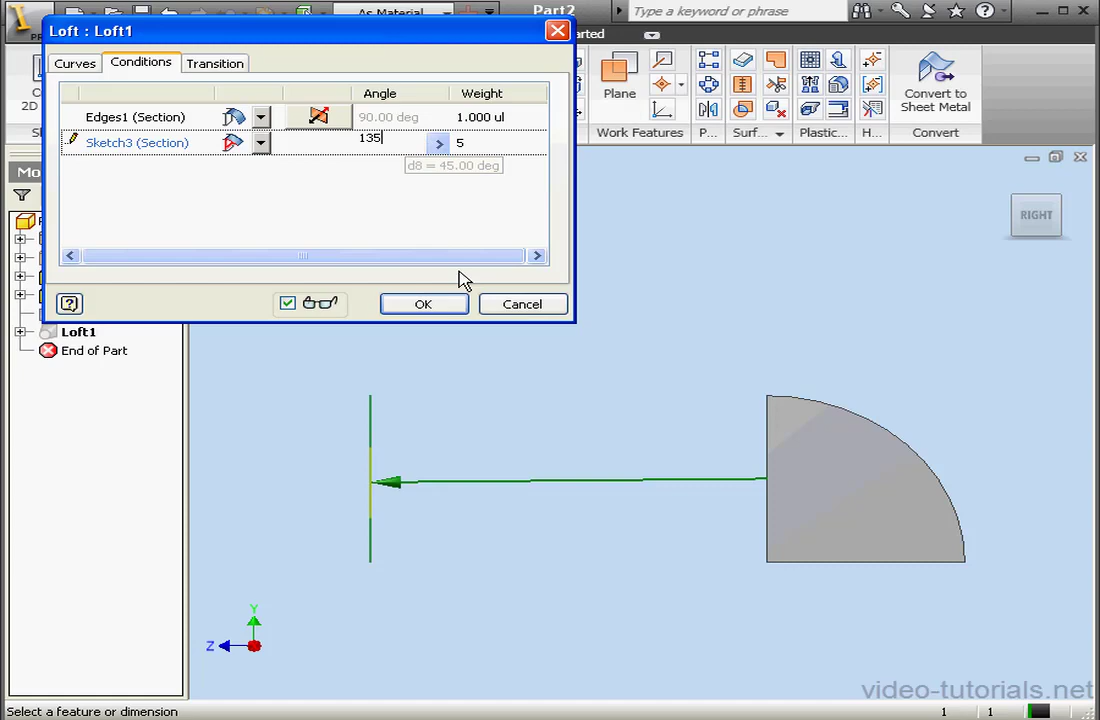 As Material
Part2
Type a keyword or phrase
Loft : Loft1
Curves
Conditions
Transition
Angle
Weight
Edges1 (Section)
90.00 deg
1.000 ul
Sketch3 (Section)
135
5
d8 = 45.00 deg
OK
Cancel
2D
Mo
Loft1
End of Part
Plane
Work Features
P...
Surf...
Plastic...
H...
Convert to
Sheet Metal
Convert
RIGHT
Y
Z
video-tutorials.net
Select a feature or dimension
1
1